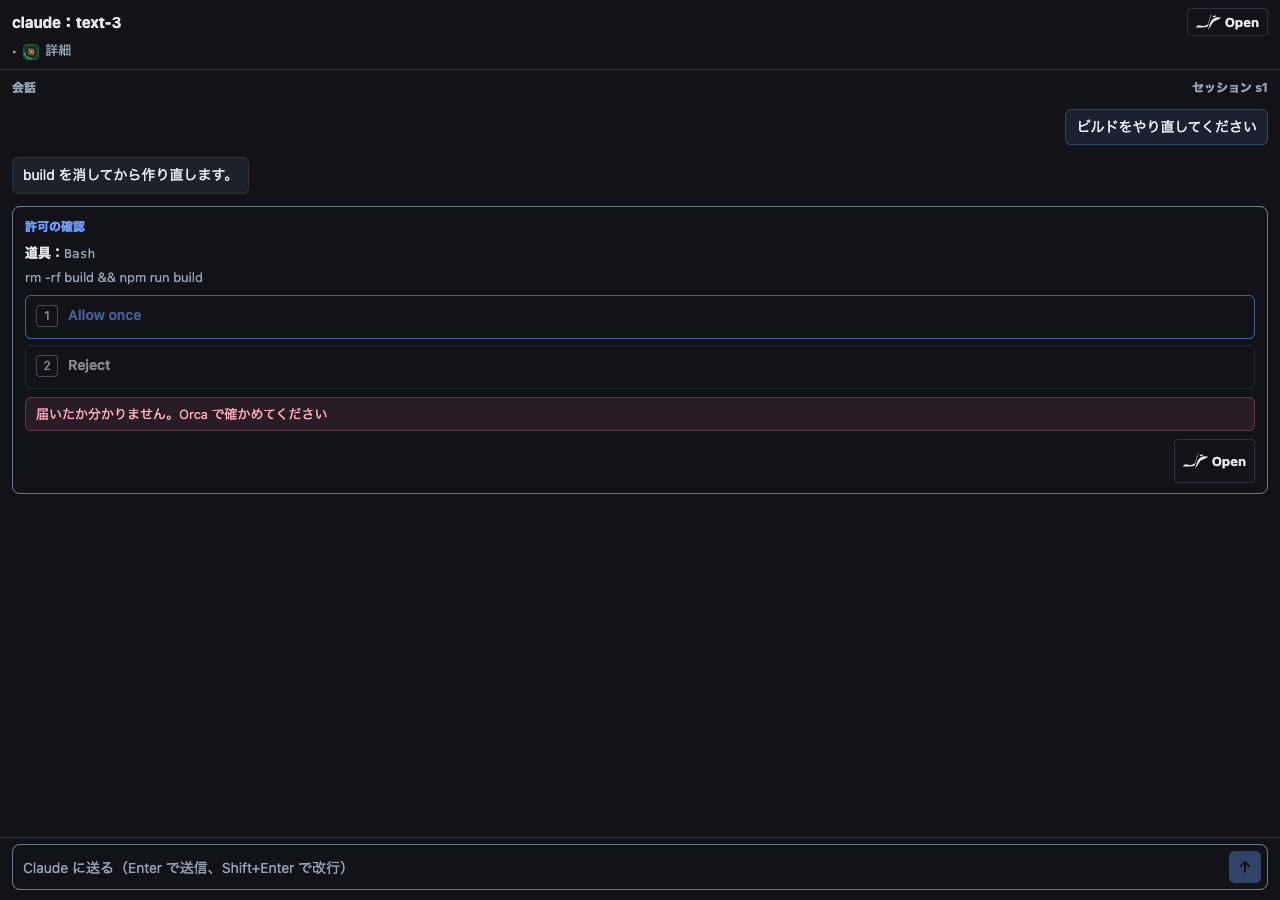 claude：text-3
Open
詳細
会話
セッション s1
ビルドをやり直してください
build を消してから作り直します。
許可の確認
道具：Bash
rm -rf build && npm run build
1 Allow once
2 Reject
届いたか分かりません。Orca で確かめてください
Open
Claude に送る（Enter で送信、Shift+Enter で改行）